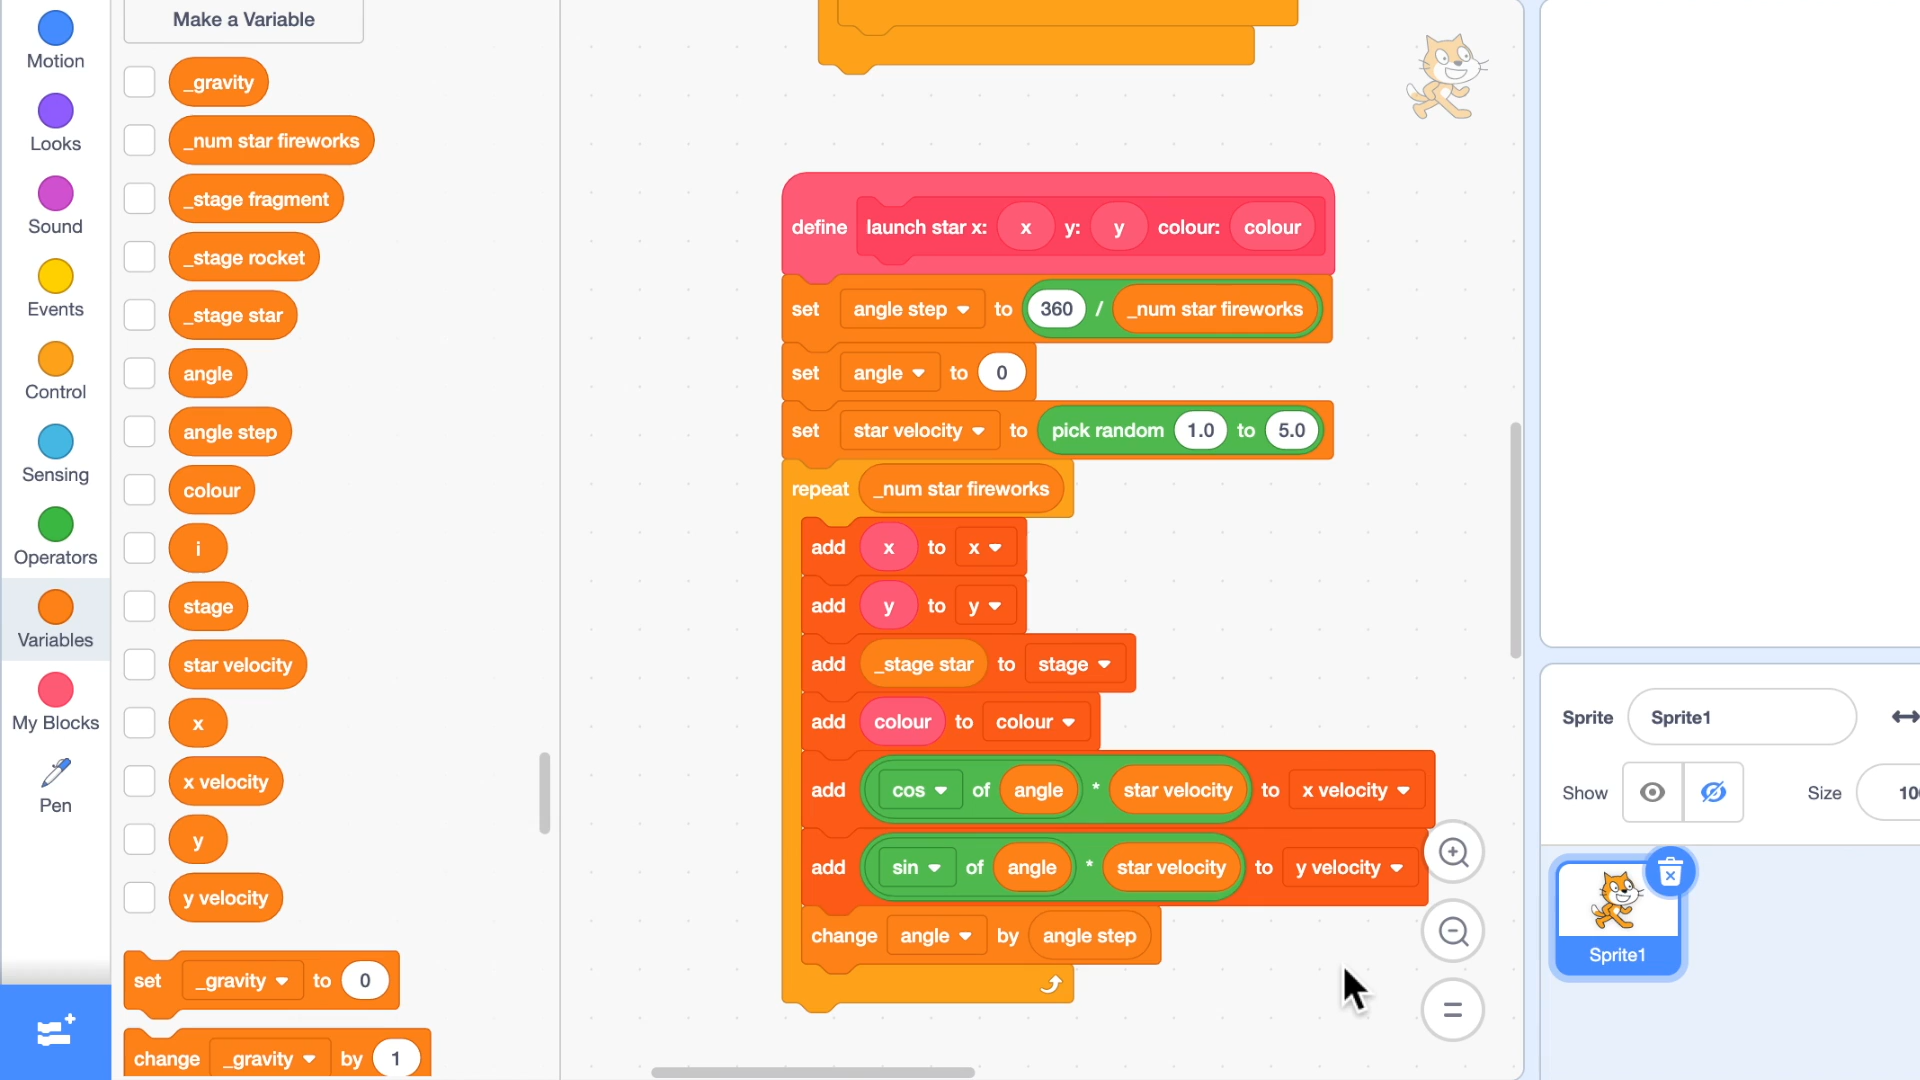 Motion
Looks
Sound
Events
Control
Sensing
Operators
Variables
My Blocks
Pen
Make a Variable
_gravity
_num star fireworks
_stage fragment
_stage rocket
_stage star
angle
angle step
colour
i
stage
star velocity
x
x velocity
y
y velocity
set _gravity to 0
change _gravity by 1
define launch star x: x y: y colour: colour
set angle step to 360 / _num star fireworks
set angle to 0
set star velocity to pick random 1.0 to 5.0
repeat _num star fireworks
add x to x
add y to y
add _stage star to stage
add colour to colour
add cos of angle * star velocity to x velocity
add sin of angle * star velocity to y velocity
change angle by angle step
Sprite Sprite1
Show Size 10
Sprite1